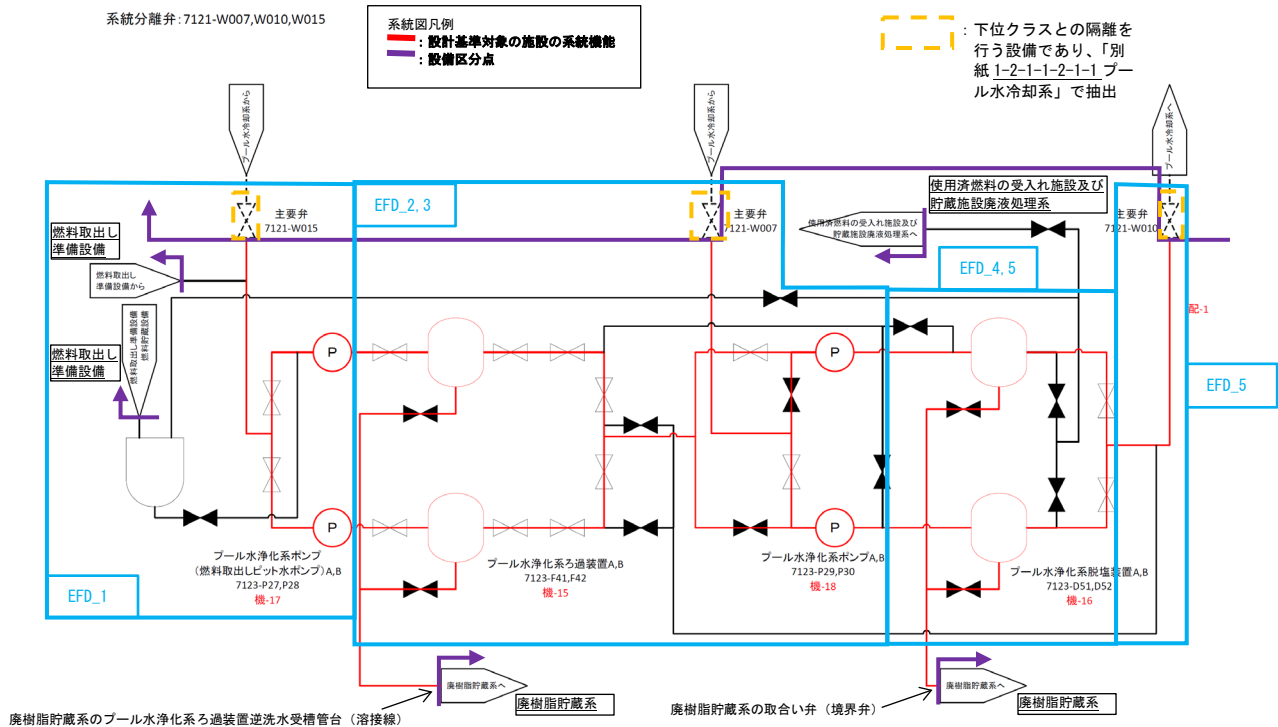 系統分離弁：7121-W007,W010,W015
系統図凡例
：設計基準対象の施設の系統機能
：設備区分点
：下位クラスとの隔離を
行う設備であり、「別
紙 1-2-1-1-2-1-1 プー
ル水冷却系」で抽出
プール水冷却系から
プール水冷却系から
プール水冷却系へ
主要弁
7121-W015
EFD_2,3
主要弁
7121-W007
使用済燃料の受入れ施設及び
貯蔵施設廃液処理系
使用済燃料の受入れ施設及び
貯蔵施設廃液処理系へ
主要弁
7121-W010
燃料取出し
準備設備
燃料取出し
準備設備から
EFD_4,5
配-1
燃料取出し
準備設備
燃料取出し準備設備
燃料貯蔵設備
P
P
P
P
EFD_5
プール水浄化系ポンプ
（燃料取出しピット水ポンプ）A,B
7123-P27,P28
機-17
プール水浄化系ろ過装置A,B
7123-F41,F42
機-15
プール水浄化系ポンプA,B
7123-P29,P30
機-18
プール水浄化系脱塩装置A,B
7123-D51,D52
機-16
EFD_1
廃樹脂貯蔵系へ
廃樹脂貯蔵系
廃樹脂貯蔵系へ
廃樹脂貯蔵系
廃樹脂貯蔵系のプール水浄化系ろ過装置逆洗水受槽管台（溶接線）
廃樹脂貯蔵系の取合い弁（境界弁）